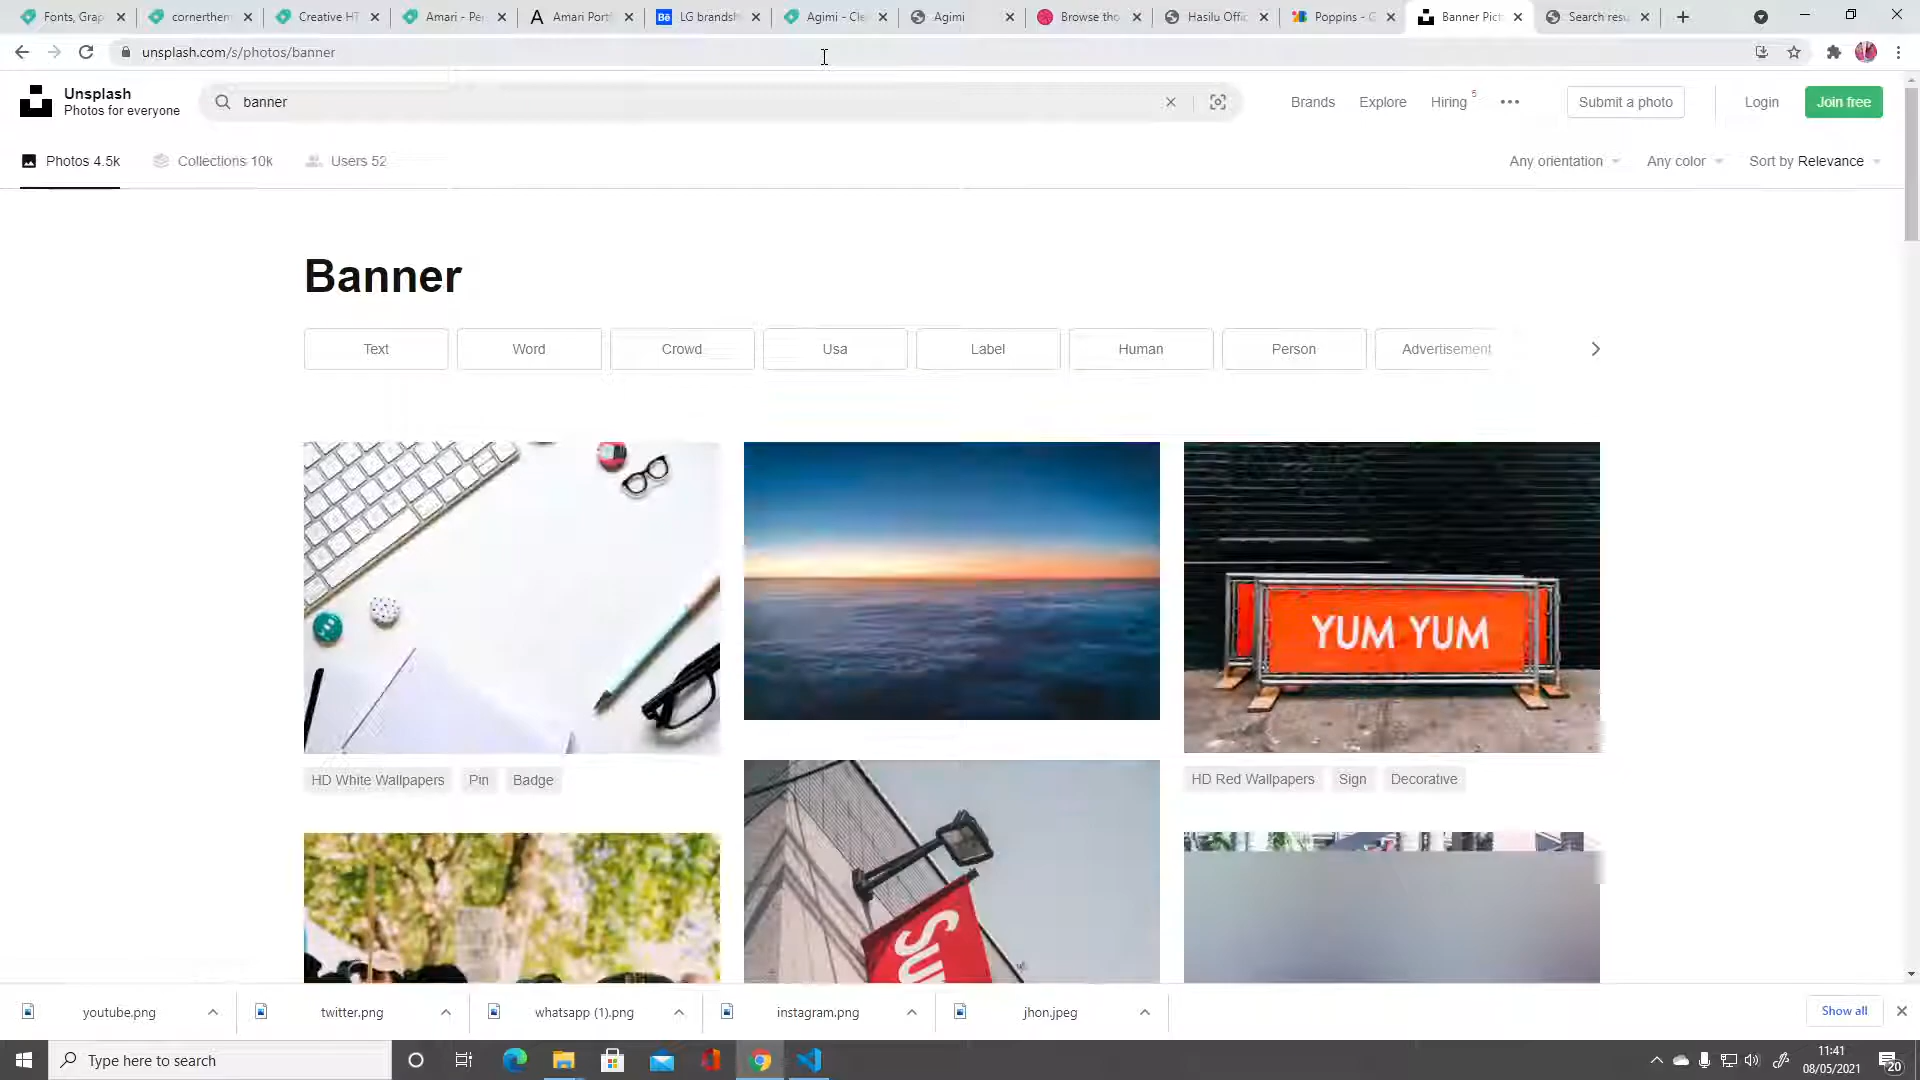 Fonts, Grap
cornerthem
Creative HT
Amari - Pe
Amari Port
LG brandsh
Agimi - Cle
Agimi
Browse tho
Hasilu Offic
Poppins - G
Banner Pict
Search resu
unsplash.com/s/photos/banner
Unsplash
Photos for everyone
banner
Brands
Explore
Hiring 5
Submit a photo
Login
Join free
Photos 4.5k
Collections 10k
Users 52
Any orientation
Any color
Sort by Relevance
Banner
Text
Word
Crowd
Usa
Label
Human
Person
Advertisement
YUM YUM
HD White Wallpapers
Pin
Badge
HD Red Wallpapers
Sign
Decorative
Su
youtube.png
twitter.png
whatsapp (1).png
instagram.png
jhon.jpeg
Show all
Type here to search
11:41
08/05/2021
20